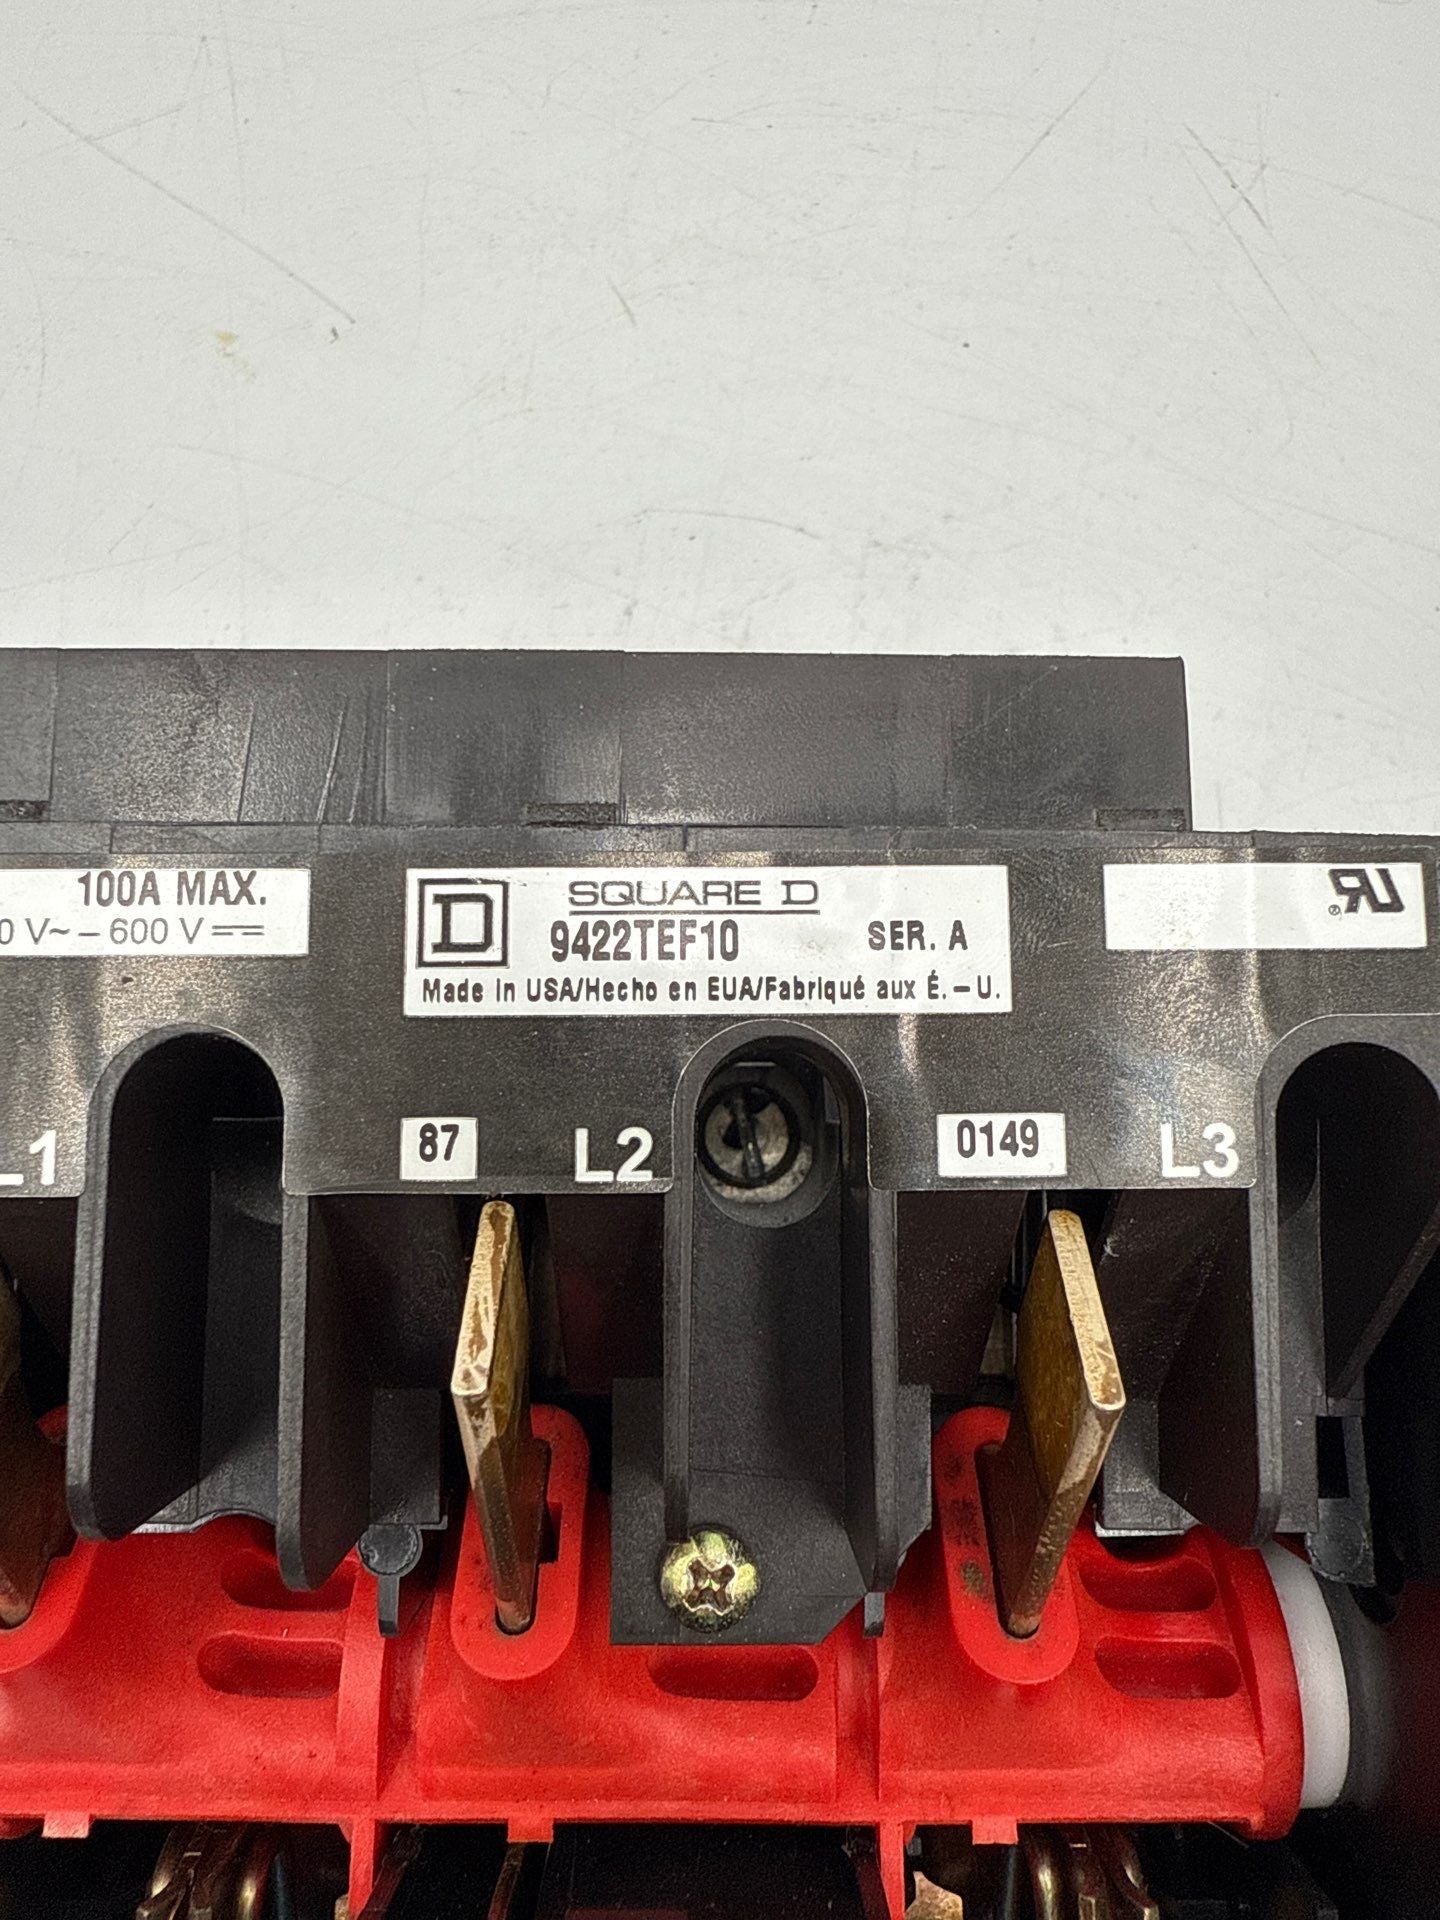 100A MAX.
0 V~ – 600 V ⎓
D
SQUARE D
9422TEF10
SER. A
Made in USA/Hecho en EUA/Fabriqué aux É.–U.
L1
87
L2
0149
L3